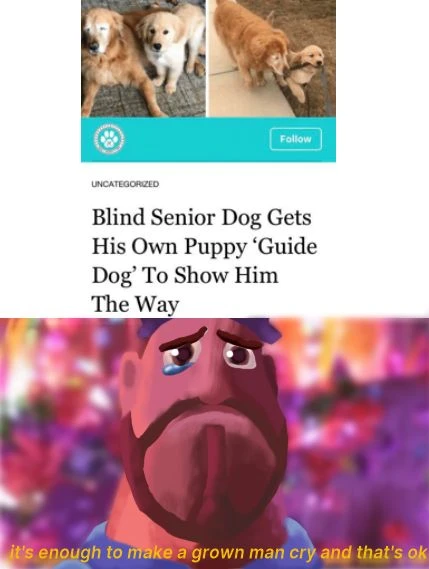 Follow
UNCATEGORIZED
Blind Senior Dog Gets
His Own Puppy ‘Guide
Dog’ To Show Him
The Way
it's enough to make a grown man cry and that's ok